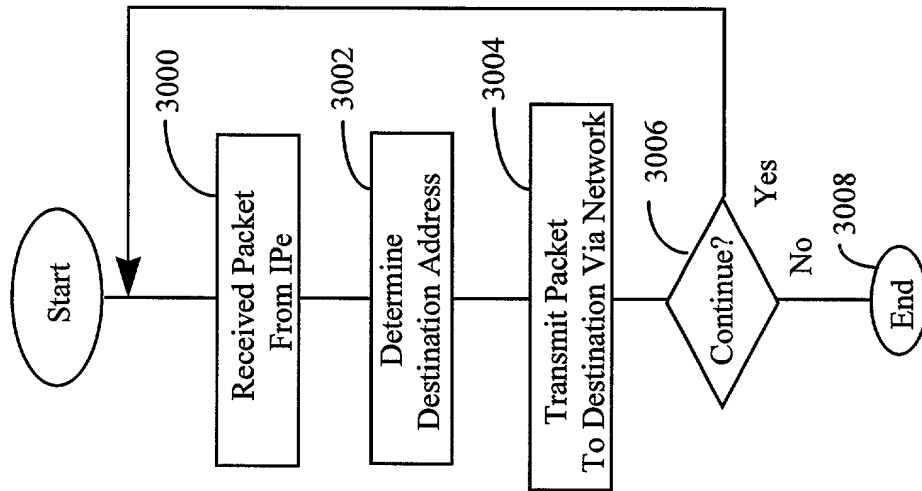 Start
3000
Received Packet
From IPe
3002
Determine
Destination Address
3004
Transmit Packet
To Destination Via Network
3006
Continue?
Yes
No
3008
End